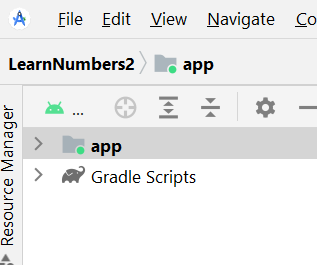 File Edit View Navigate Co
LearnNumbers2 app
...
app
Gradle Scripts
Resource Manager